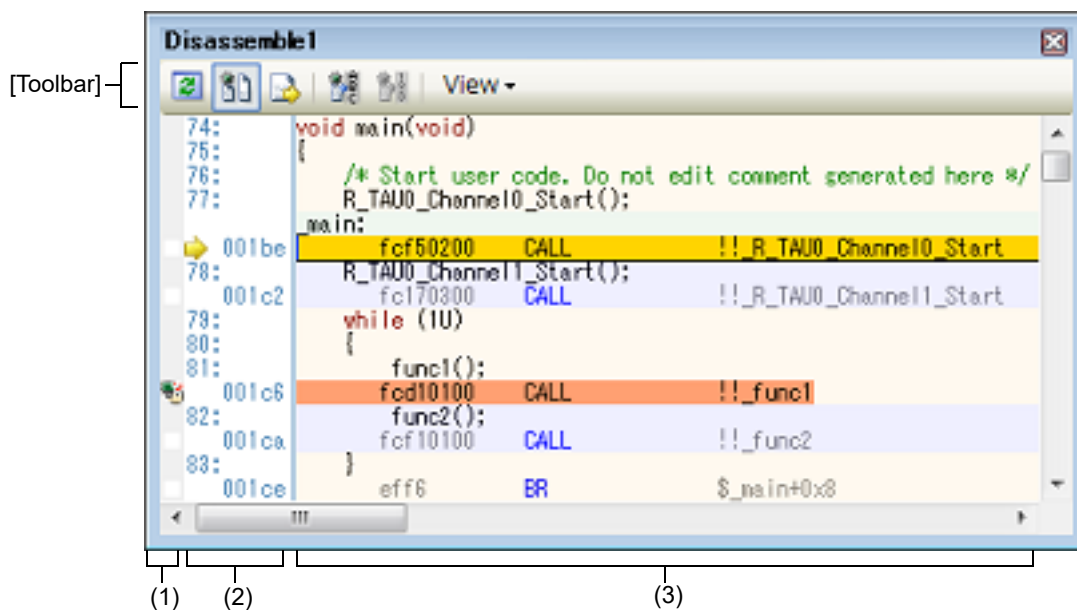 Disassemble1
[Toolbar]
View
74: void main(void)
75: {
76: /* Start user code. Do not edit comment generated here */
77: R_TAU0_Channel0_Start();
_main:
001be fcf50200 CALL !!_R_TAU0_Channel0_Start
78: R_TAU0_Channel1_Start();
001c2 fc170300 CALL !!_R_TAU0_Channel1_Start
79: while (1U)
80: {
81: func1();
001c6 fcd10100 CALL !!_func1
82: func2();
001ca fcf10100 CALL !!_func2
83: }
001ce eff6 BR $_main+0x8
(1) (2) (3)